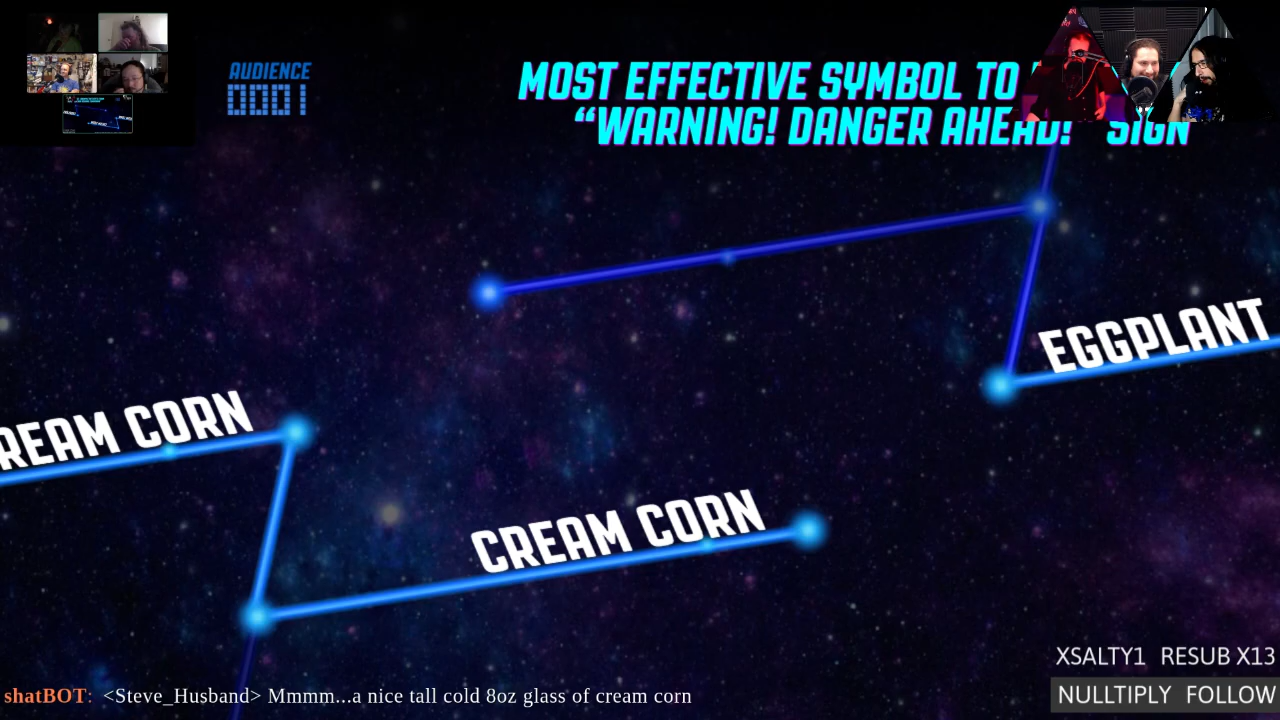 AUDIENCE
0001
MOST EFFECTIVE SYMBOL TO
“WARNING! DANGER AHEAD!” SIGN
EGGPLANT
REAM CORN
CREAM CORN
XSALTY1 RESUB X13
shatBOT: <Steve_Husband> Mmmm...a nice tall cold 8oz glass of cream corn
NULLTIPLY FOLLOW